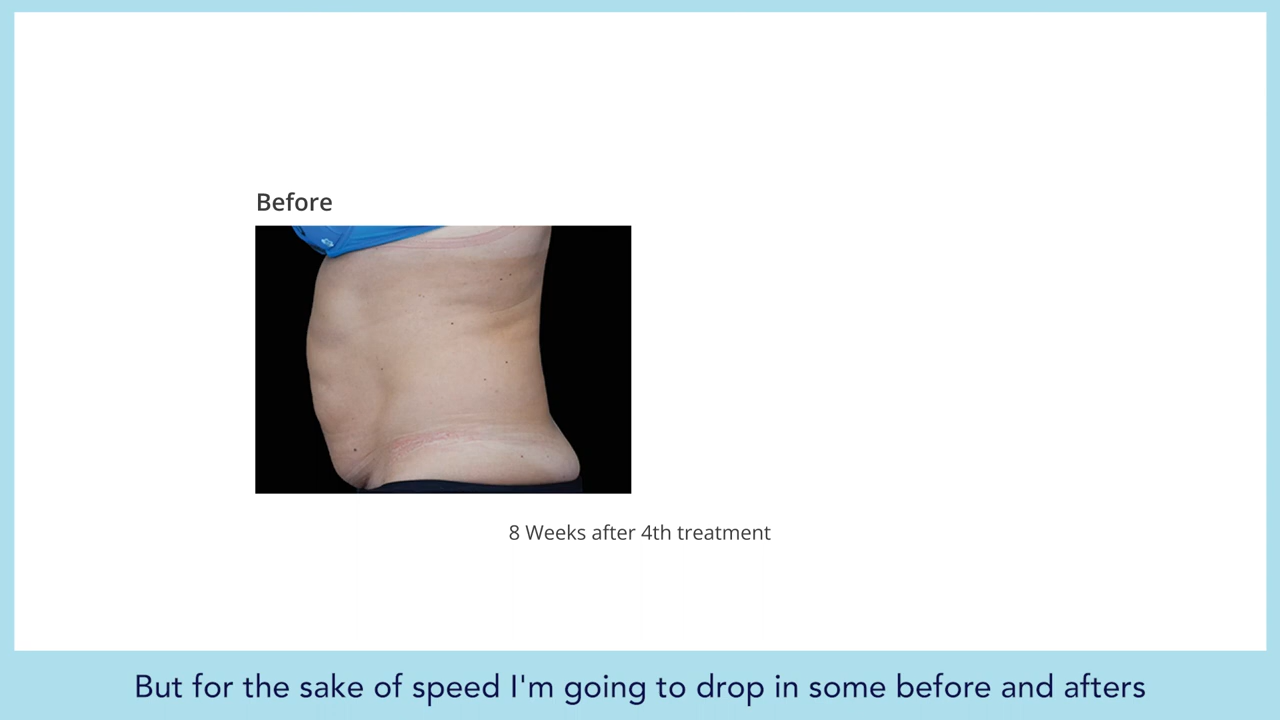 Before
8 Weeks after 4th treatment
But for the sake of speed I'm going to drop in some before and afters